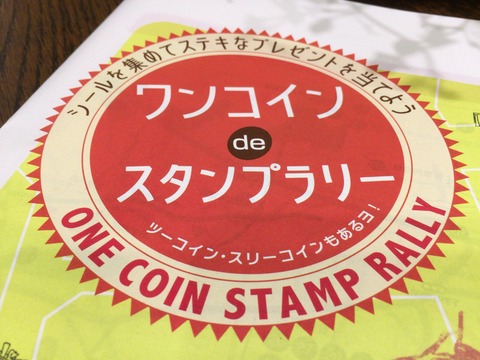 シールを集めてステキなプレゼントを当てよう
ワンコイン
de
スタンプラリー
ツーコイン・スリーコインもあるヨ!
ONE COIN STAMP RALLY